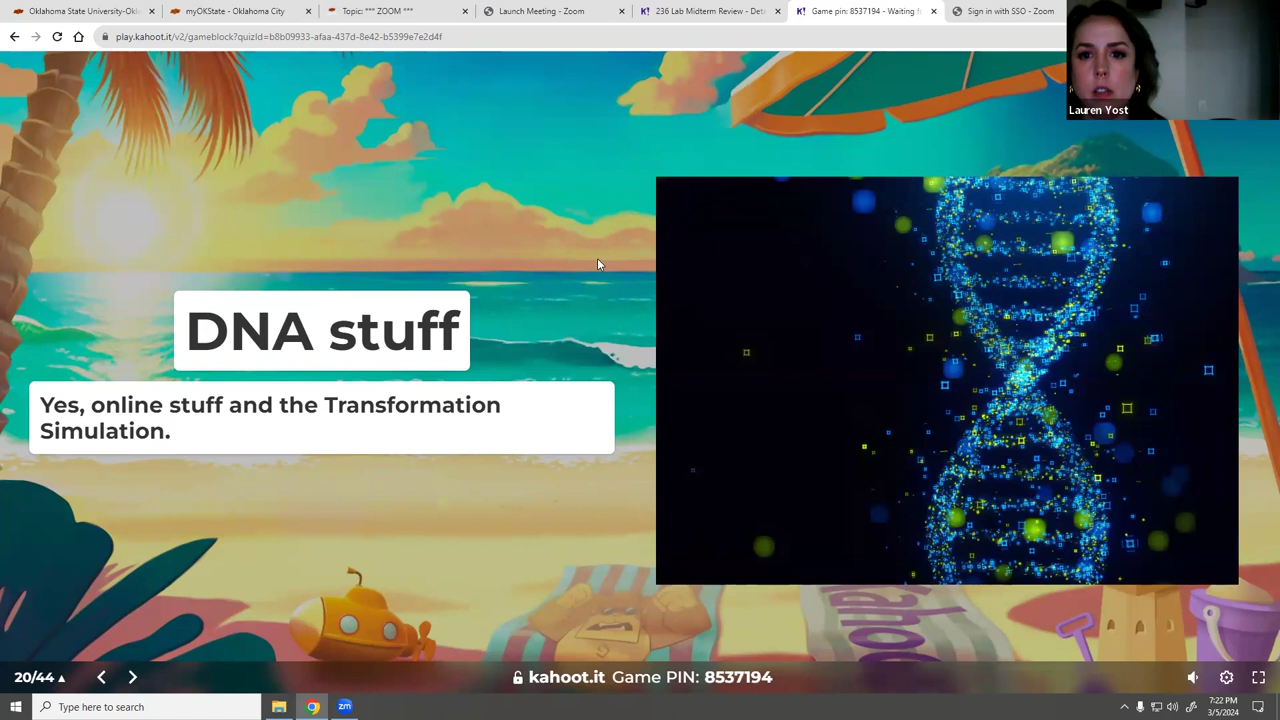 Oklahoma State University-Okl
myOKState - Oklahoma City
Topic: *** ZOOM ***
Launch Meeting - Zoom
K! 236 Lab Midterm Review - Deta
K! Game pin: 8537194 - Waiting f
Sign in with SSO - Zoom
play.kahoot.it/v2/gameblock?quizId=b8b09933-afaa-437d-8e42-b5399e7e2d4f
Lauren Yost
DNA stuff
Yes, online stuff and the Transformation
Simulation.
Kahoot
20/44
kahoot.it Game PIN: 8537194
Type here to search
zm
7:22 PM
3/5/2024